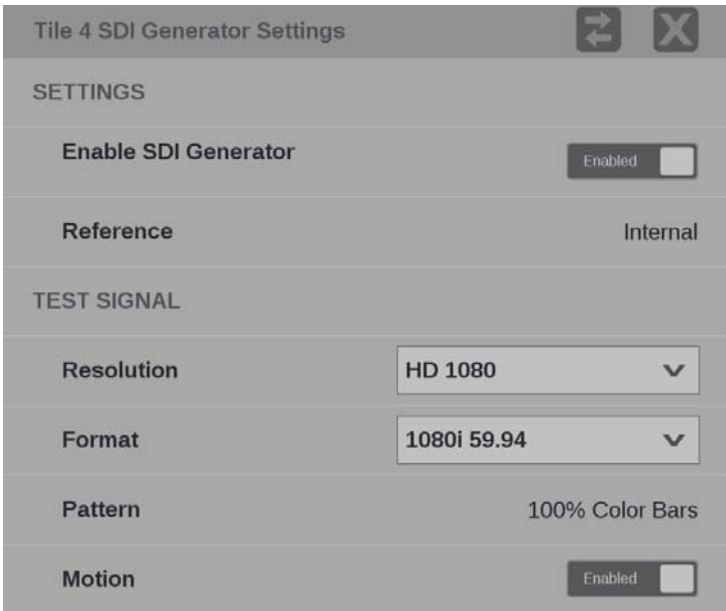 Tile 4 SDI Generator Settings
SETTINGS
Enable SDI Generator Enabled
Reference Internal
TEST SIGNAL
Resolution HD 1080
Format 1080i 59.94
Pattern 100% Color Bars
Motion Enabled